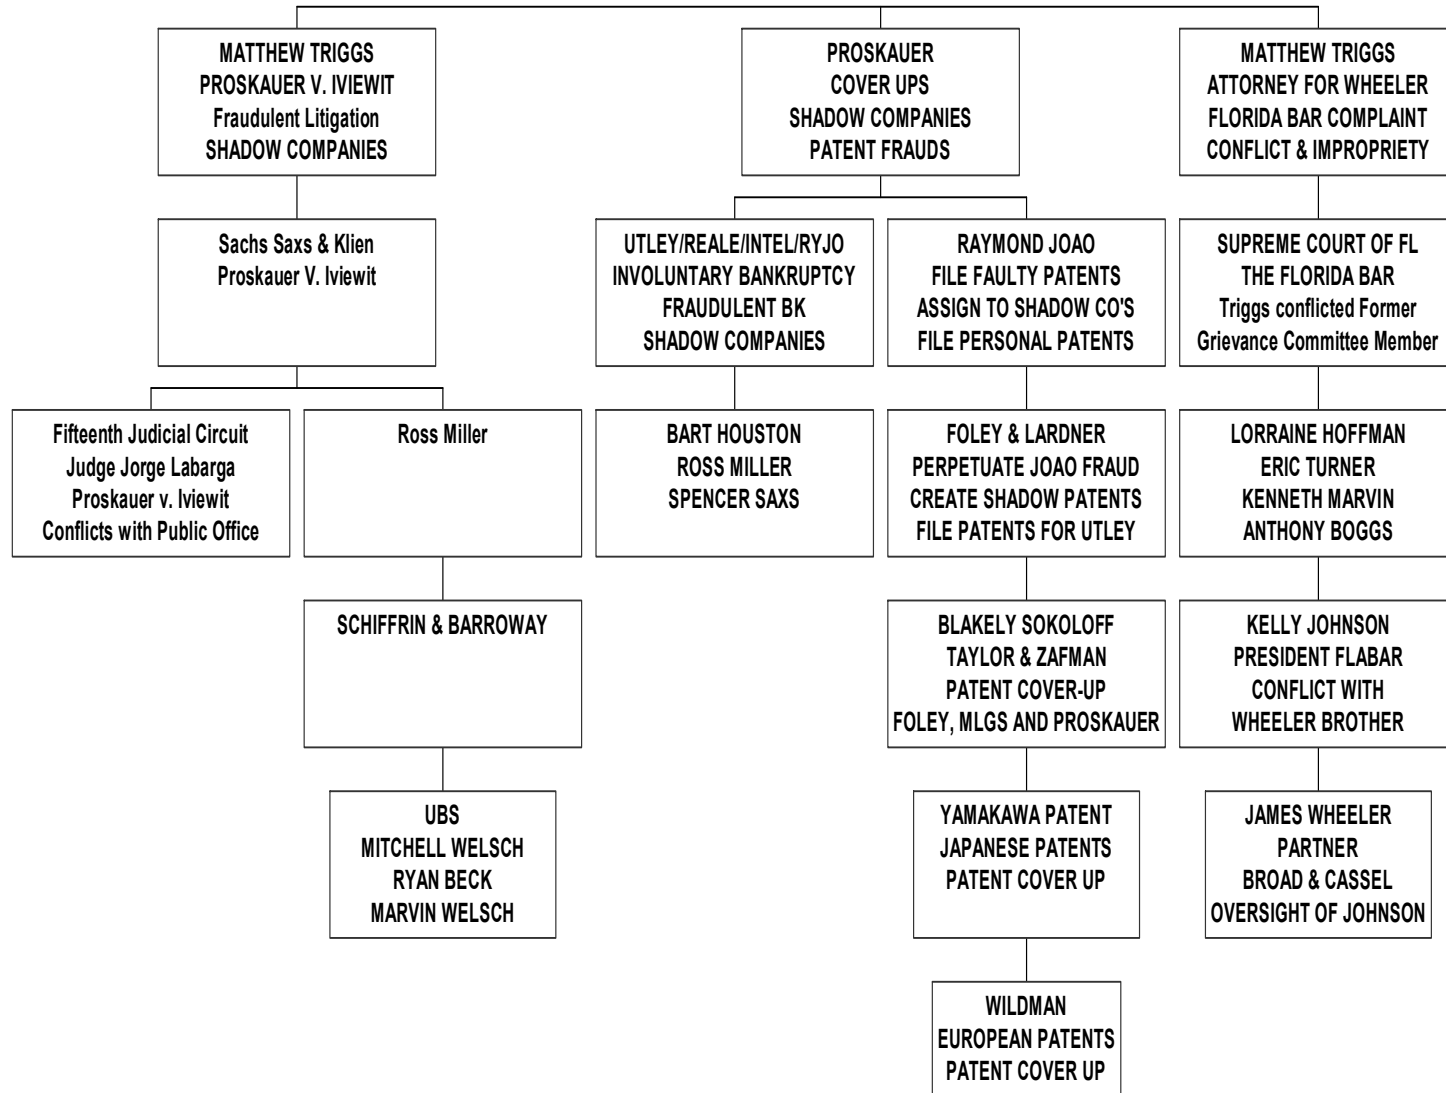 MATTHEW TRIGGS
PROSKAUER V. IVIEWIT
Fraudulent Litigation
SHADOW COMPANIES
PROSKAUER
COVER UPS
SHADOW COMPANIES
PATENT FRAUDS
MATTHEW TRIGGS
ATTORNEY FOR WHEELER
FLORIDA BAR COMPLAINT
CONFLICT & IMPROPRIETY
Sachs Saxs & Klien
Proskauer V. Iviewit
UTLEY/REALE/INTEL/RYJO
INVOLUNTARY BANKRUPTCY
FRAUDULENT BK
SHADOW COMPANIES
RAYMOND JOAO
FILE FAULTY PATENTS
ASSIGN TO SHADOW CO'S
FILE PERSONAL PATENTS
SUPREME COURT OF FL
THE FLORIDA BAR
Triggs conflicted Former
Grievance Committee Member
Fifteenth Judicial Circuit
Judge Jorge Labarga
Proskauer v. Iviewit
Conflicts with Public Office
Ross Miller
BART HOUSTON
ROSS MILLER
SPENCER SAXS
FOLEY & LARDNER
PERPETUATE JOAO FRAUD
CREATE SHADOW PATENTS
FILE PATENTS FOR UTLEY
LORRAINE HOFFMAN
ERIC TURNER
KENNETH MARVIN
ANTHONY BOGGS
SCHIFFRIN & BARROWAY
BLAKELY SOKOLOFF
TAYLOR & ZAFMAN
PATENT COVER-UP
FOLEY, MLGS AND PROSKAUER
KELLY JOHNSON
PRESIDENT FLABAR
CONFLICT WITH
WHEELER BROTHER
UBS
MITCHELL WELSCH
RYAN BECK
MARVIN WELSCH
YAMAKAWA PATENT
JAPANESE PATENTS
PATENT COVER UP
JAMES WHEELER
PARTNER
BROAD & CASSEL
OVERSIGHT OF JOHNSON
WILDMAN
EUROPEAN PATENTS
PATENT COVER UP